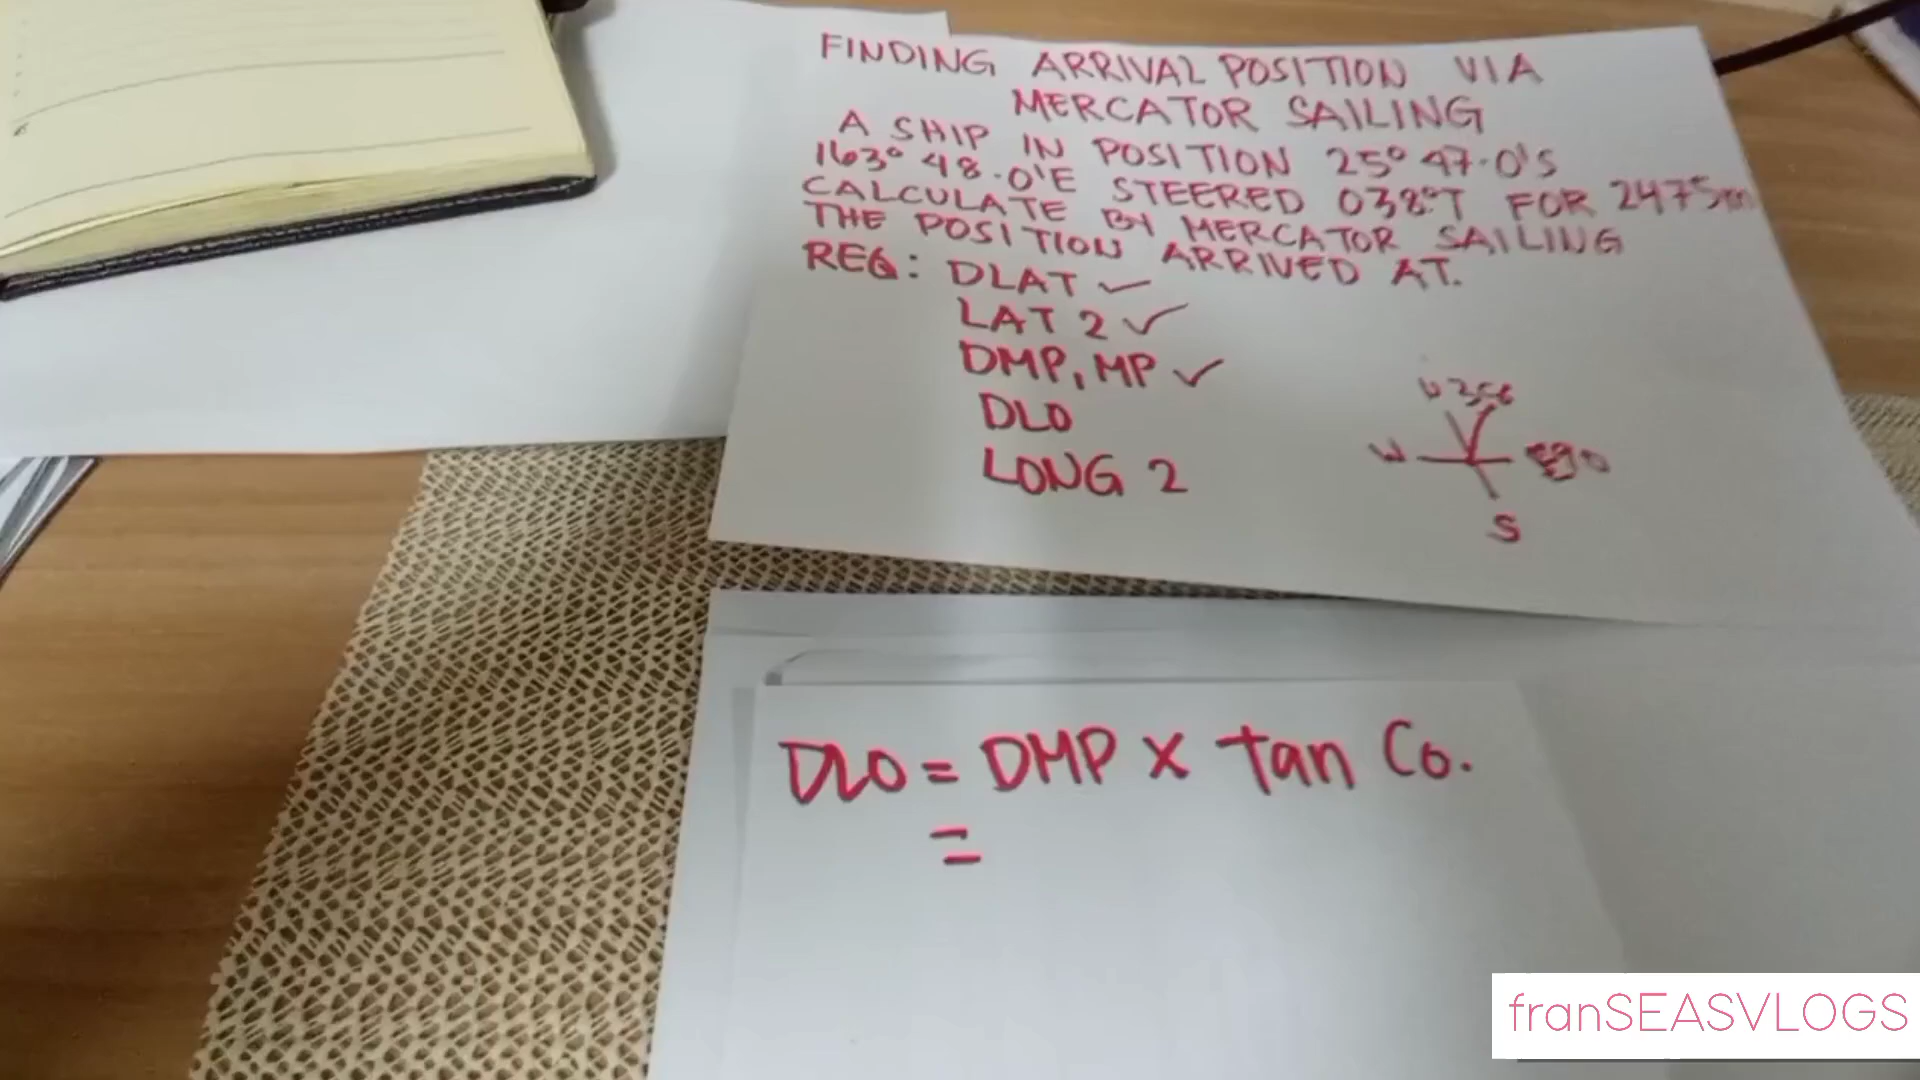 FINDING ARRIVAL POSITION VIA
MERCATOR SAILING
A SHIP IN POSITION 25° 47.0'S
163° 48.0'E STEERED 038°T FOR 2475m
CALCULATE BY MERCATOR SAILING
THE POSITION ARRIVED AT.
REQ: DLAT ✓
LAT 2 ✓
DMP, MP ✓
DLO
LONG 2
W
S
DLO = DMP X tan Co.
=
franSEASVLOGS